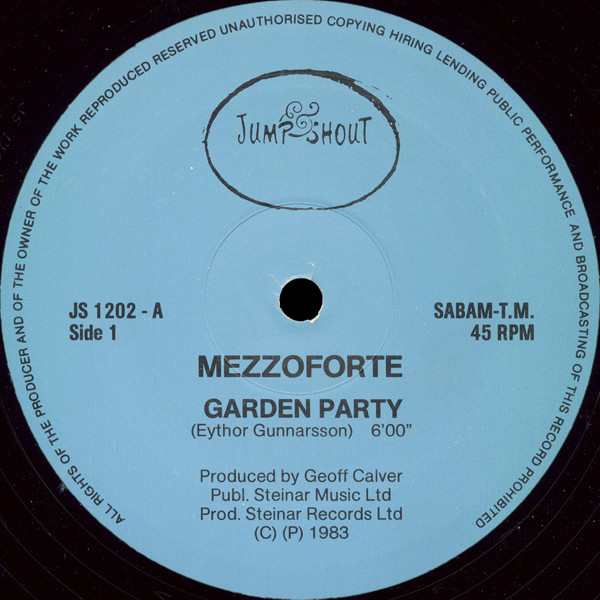 ALL RIGHTS OF THE PRODUCER AND OF THE OWNER OF THE WORK REPRODUCED RESERVED UNAUTHORISED COPYING HIRING LENDING PUBLIC PERFORMANCE AND BROADCASTING OF THIS RECORD PROHIBITED
JUMP & SHOUT
JS 1202 - A
Side 1
SABAM-T.M.
45 RPM
MEZZOFORTE
GARDEN PARTY
(Eythor Gunnarsson) 6'00"
Produced by Geoff Calver
Publ. Steinar Music Ltd
Prod. Steinar Records Ltd
(C) (P) 1983